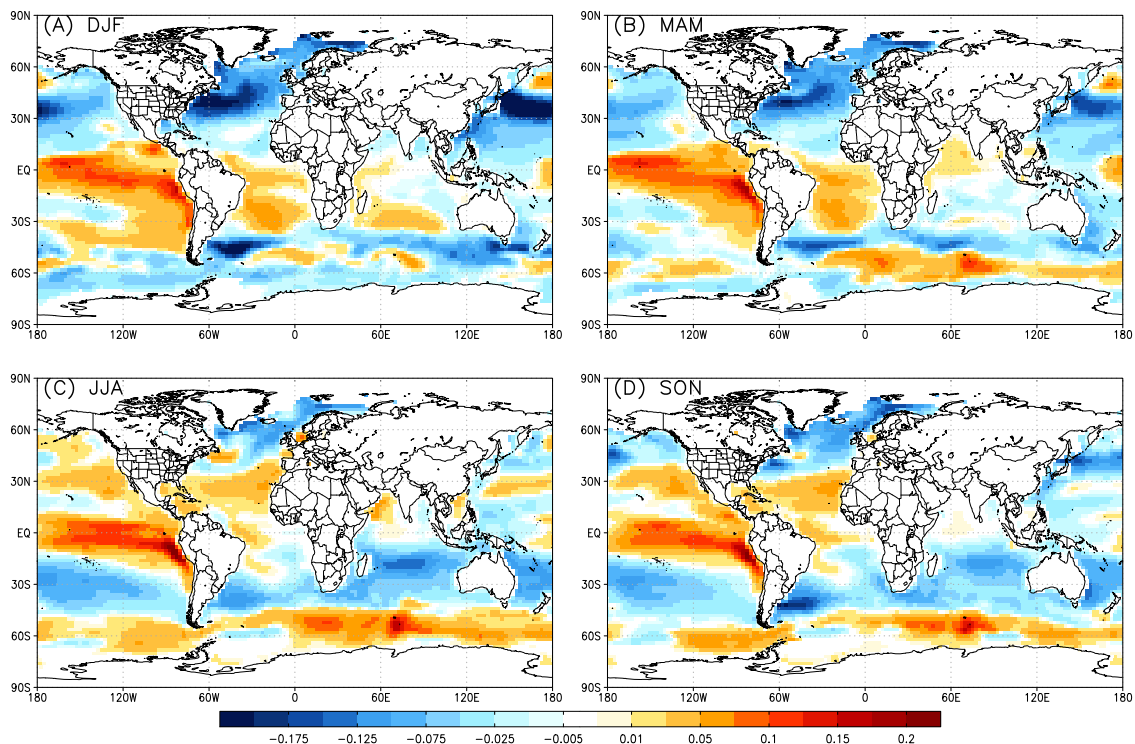 (A) DJF
(B) MAM
90N
60N
30N
EQ
30S
60S
90S
180 120W 60W 0 60E 120E 180
90N
60N
30N
EQ
30S
60S
90S
180 120W 60W 0 60E 120E 180
(C) JJA
(D) SON
90N
60N
30N
EQ
30S
60S
90S
180 120W 60W 0 60E 120E 180
90N
60N
30N
EQ
30S
60S
90S
180 120W 60W 0 60E 120E 180
-0.175 -0.125 -0.075 -0.025 -0.005 0.01 0.05 0.1 0.15 0.2